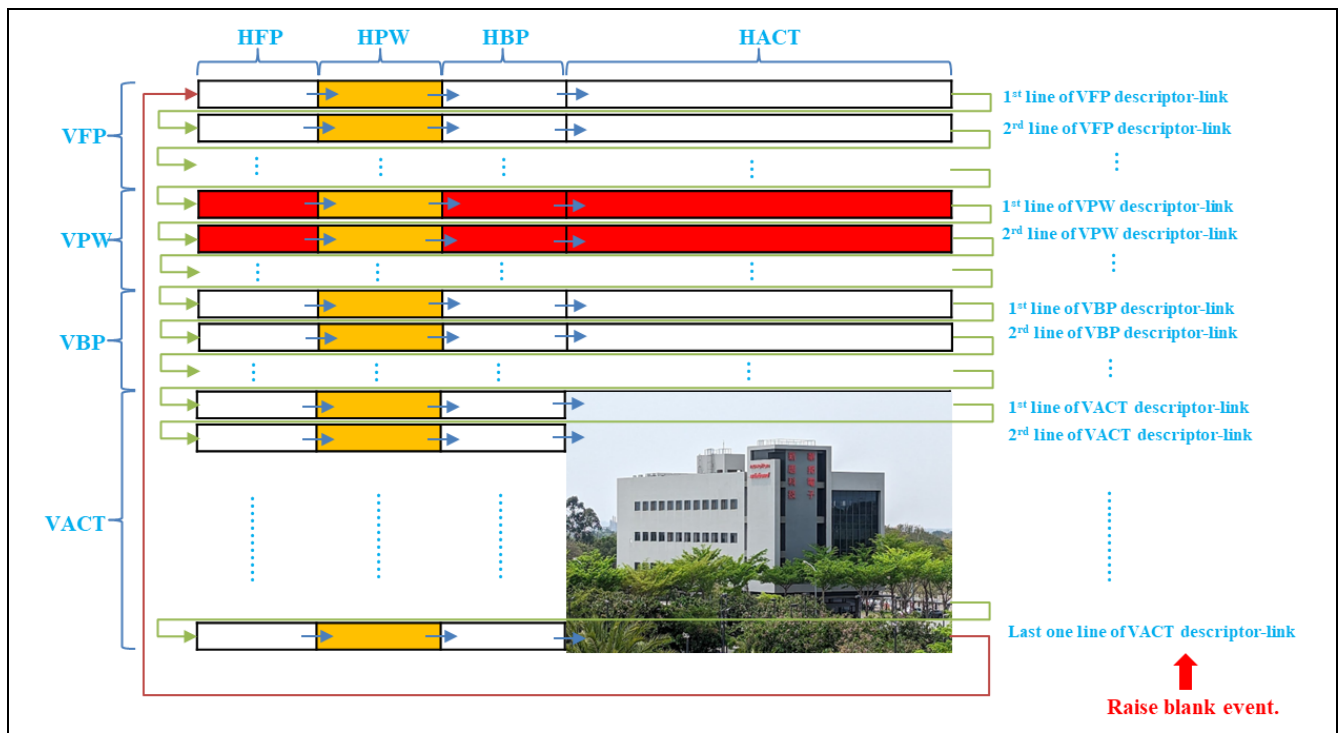 HFP HPW HBP HACT
1st line of VFP descriptor-link
2rd line of VFP descriptor-link
VFP
1st line of VPW descriptor-link
2rd line of VPW descriptor-link
VPW
1st line of VBP descriptor-link
2rd line of VBP descriptor-link
VBP
1st line of VACT descriptor-link
2rd line of VACT descriptor-link
VACT
Last one line of VACT descriptor-link
Raise blank event.